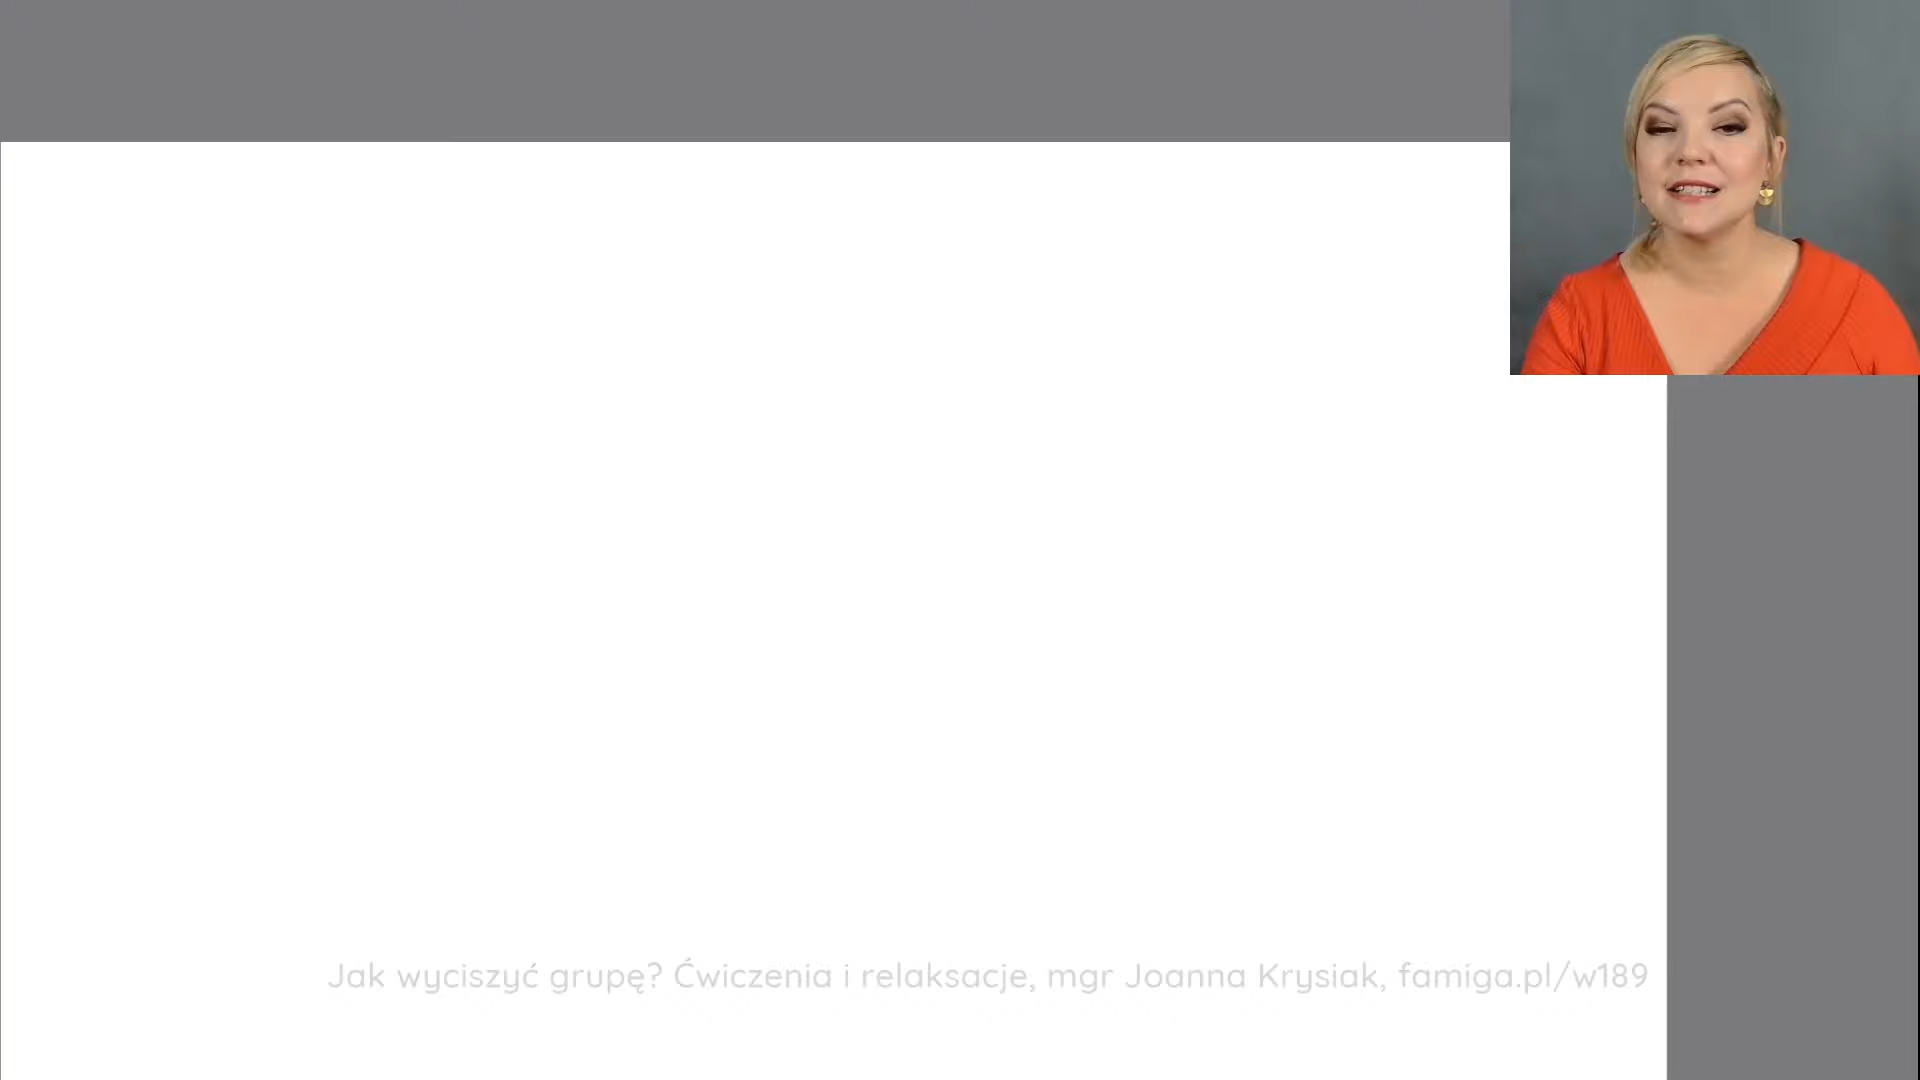 Jak wyciszyć grupę? Ćwiczenia i relaksacje, mgr Joanna Krysiak, famiga.pl/w189